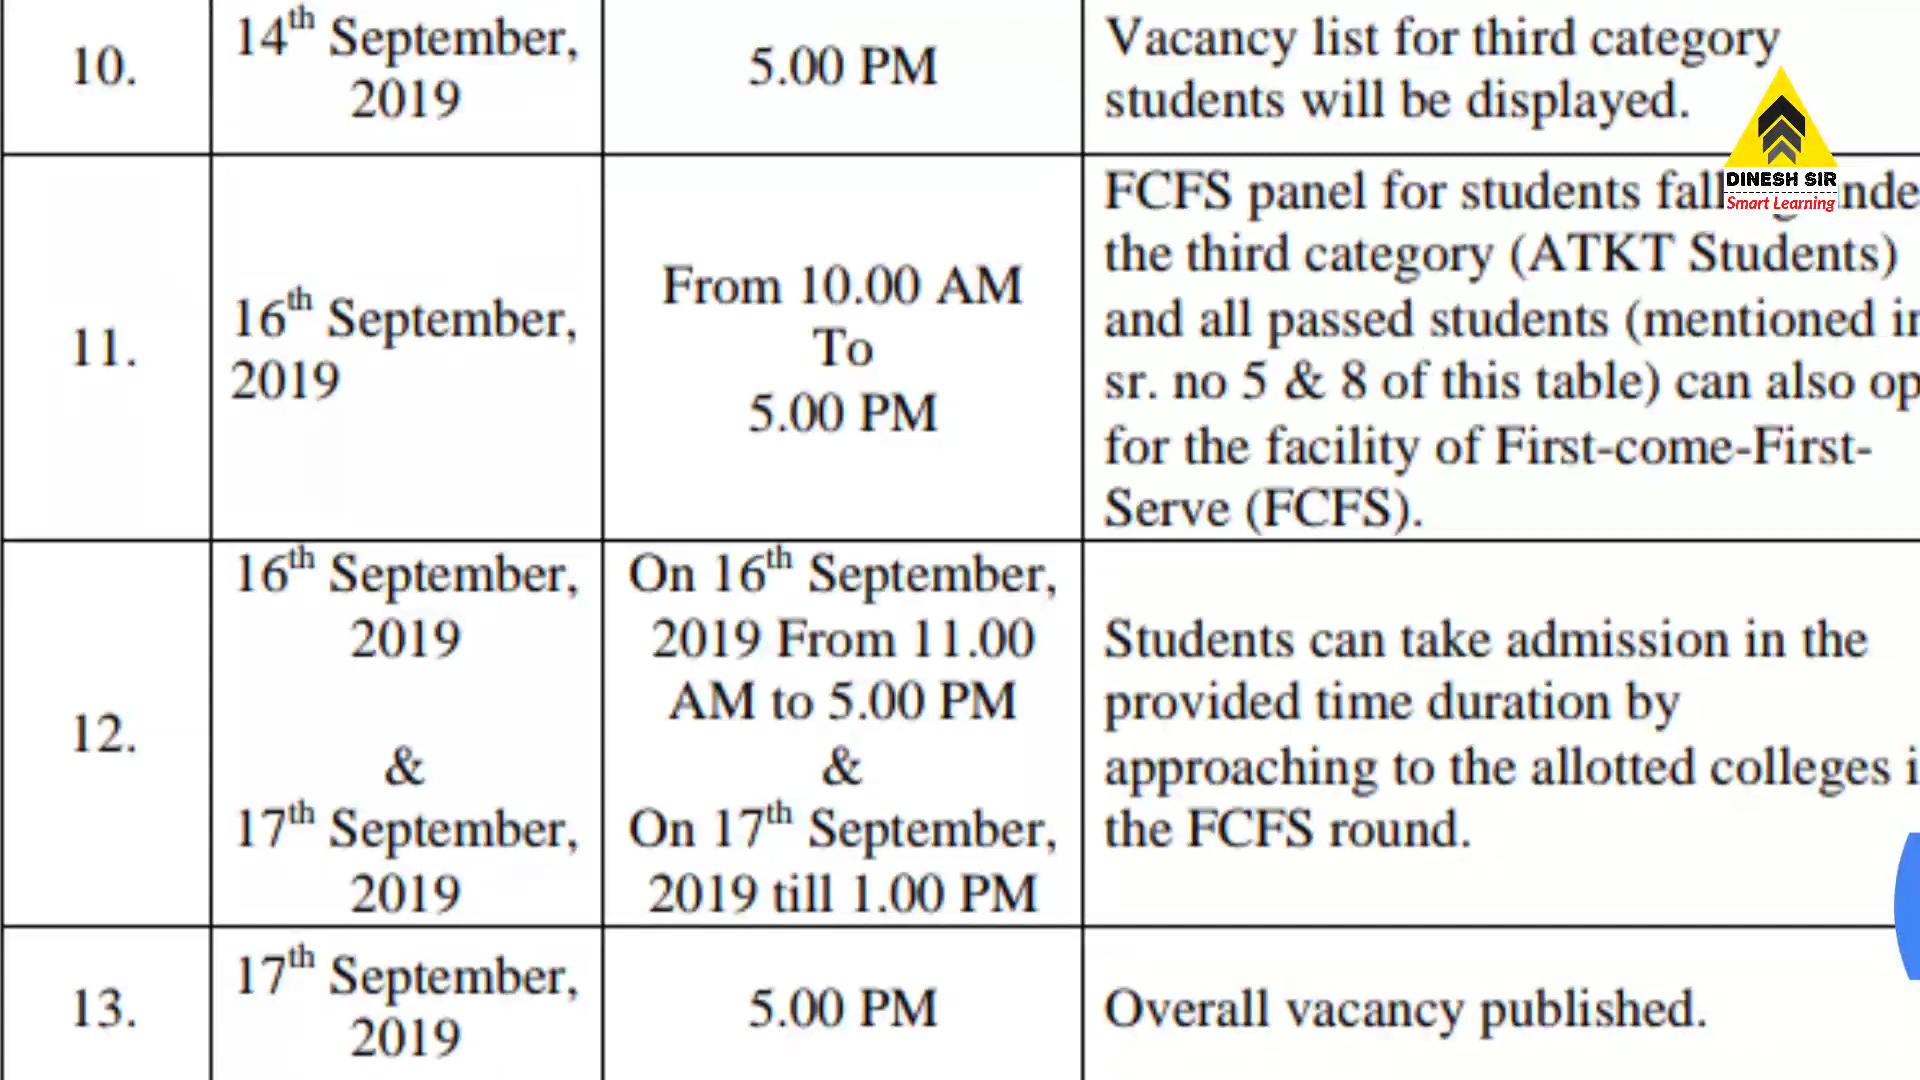 10.
14th September,
2019
5.00 PM
Vacancy list for third category
students will be displayed.
DINESH SIR
Smart Learning
11.
16th September,
2019
From 10.00 AM
To
5.00 PM
FCFS panel for students
the third category (ATKT Students)
and all passed students (mentioned
sr. no 5 & 8 of this table) can also
for the facility of First-come-First-
Serve (FCFS).
12.
16th September,
2019
&
17th September,
2019
On 16th September,
2019 From 11.00
AM to 5.00 PM
&
On 17th September,
2019 till 1.00 PM
Students can take admission in the
provided time duration by
approaching to the allotted colleges
the FCFS round.
13.
17th September,
2019
5.00 PM
Overall vacancy published.